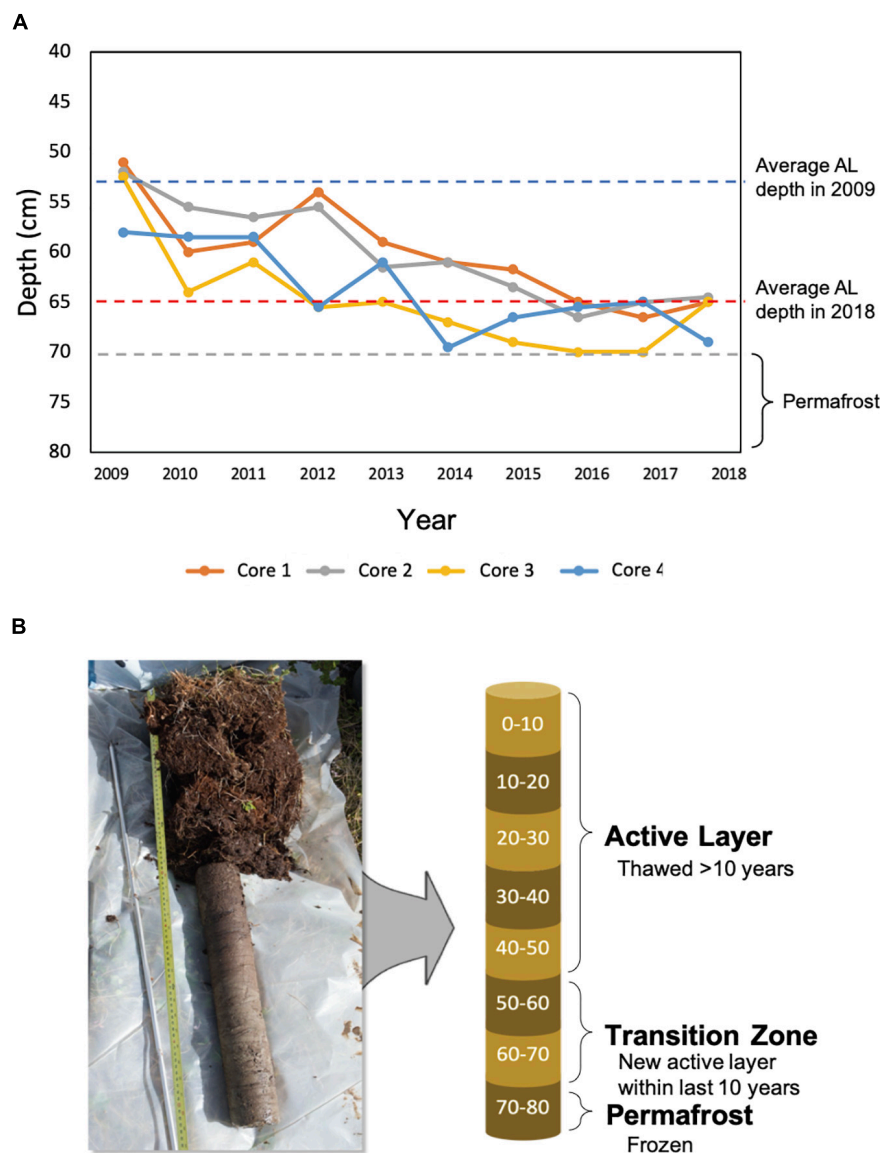 A
40
45
50
55
60
65
70
75
80
Depth (cm)
Average AL
depth in 2009
Average AL
depth in 2018
Permafrost
2009 2010 2011 2012 2013 2014 2015 2016 2017 2018
Year
Core 1 Core 2 Core 3 Core 4
B
0-10
10-20
20-30
30-40
40-50
50-60
60-70
70-80
Active Layer
Thawed >10 years
Transition Zone
New active layer
within last 10 years
Permafrost
Frozen